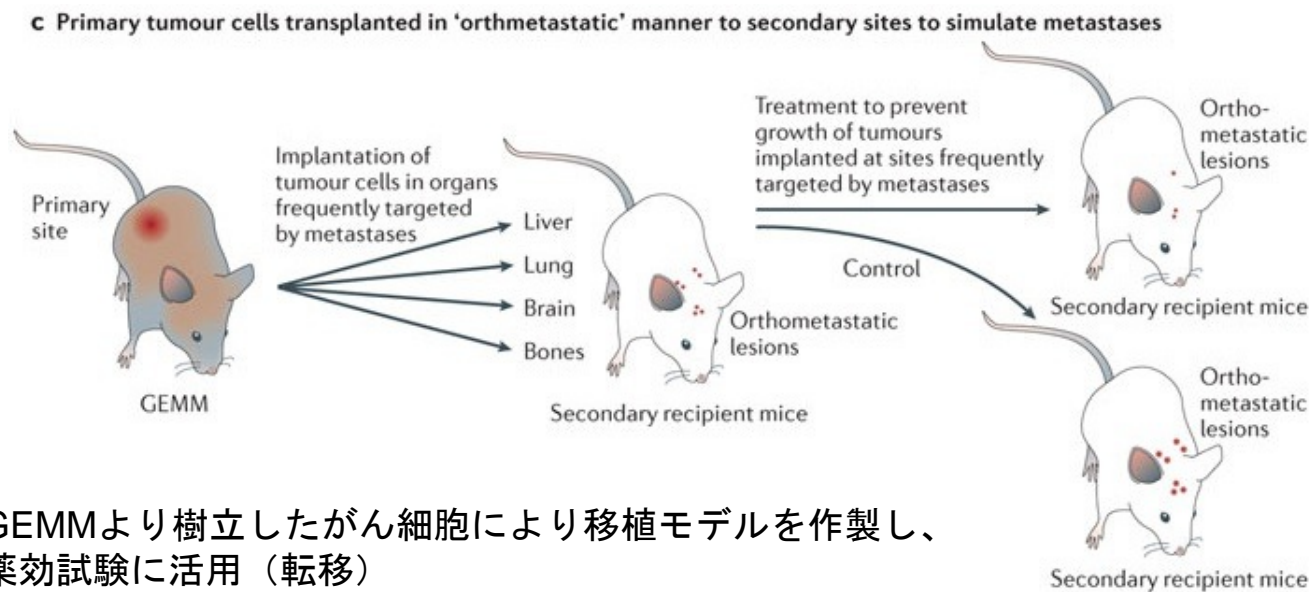 c Primary tumour cells transplanted in ‘orthmetastatic’ manner to secondary sites to simulate metastases
Primary
site
GEMM
Implantation of
tumour cells in organs
frequently targeted
by metastases
Liver
Lung
Brain
Bones
Orthometastatic
lesions
Secondary recipient mice
Treatment to prevent
growth of tumours
implanted at sites frequently
targeted by metastases
Control
Ortho-
metastatic
lesions
Secondary recipient mice
Ortho-
metastatic
lesions
Secondary recipient mice
GEMMより樹立したがん細胞により移植モデルを作製し、
薬効試験に活用（転移）